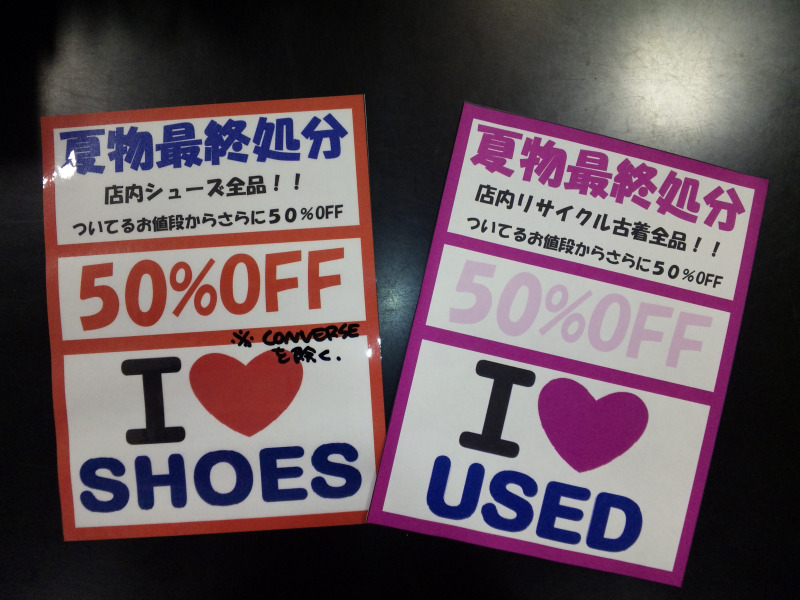 夏物最終処分
店内シューズ全品！！
ついてるお値段からさらに５０％OFF
50%OFF
※ CONVERSE
を除く.
I ♥
SHOES
夏物最終処分
店内リサイクル古着全品！！
ついてるお値段からさらに５０％OFF
50%OFF
I ♥
USED